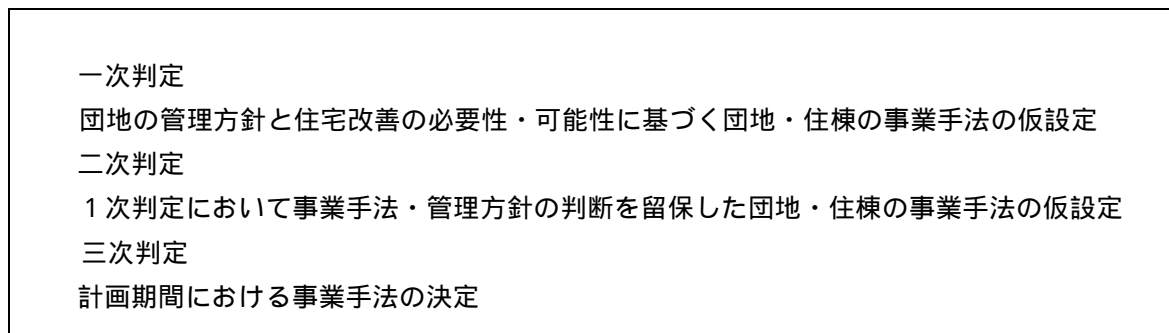 一次判定
団地の管理方針と住宅改善の必要性・可能性に基づく団地・住棟の事業手法の仮設定
二次判定
１次判定において事業手法・管理方針の判断を留保した団地・住棟の事業手法の仮設定
三次判定
計画期間における事業手法の決定